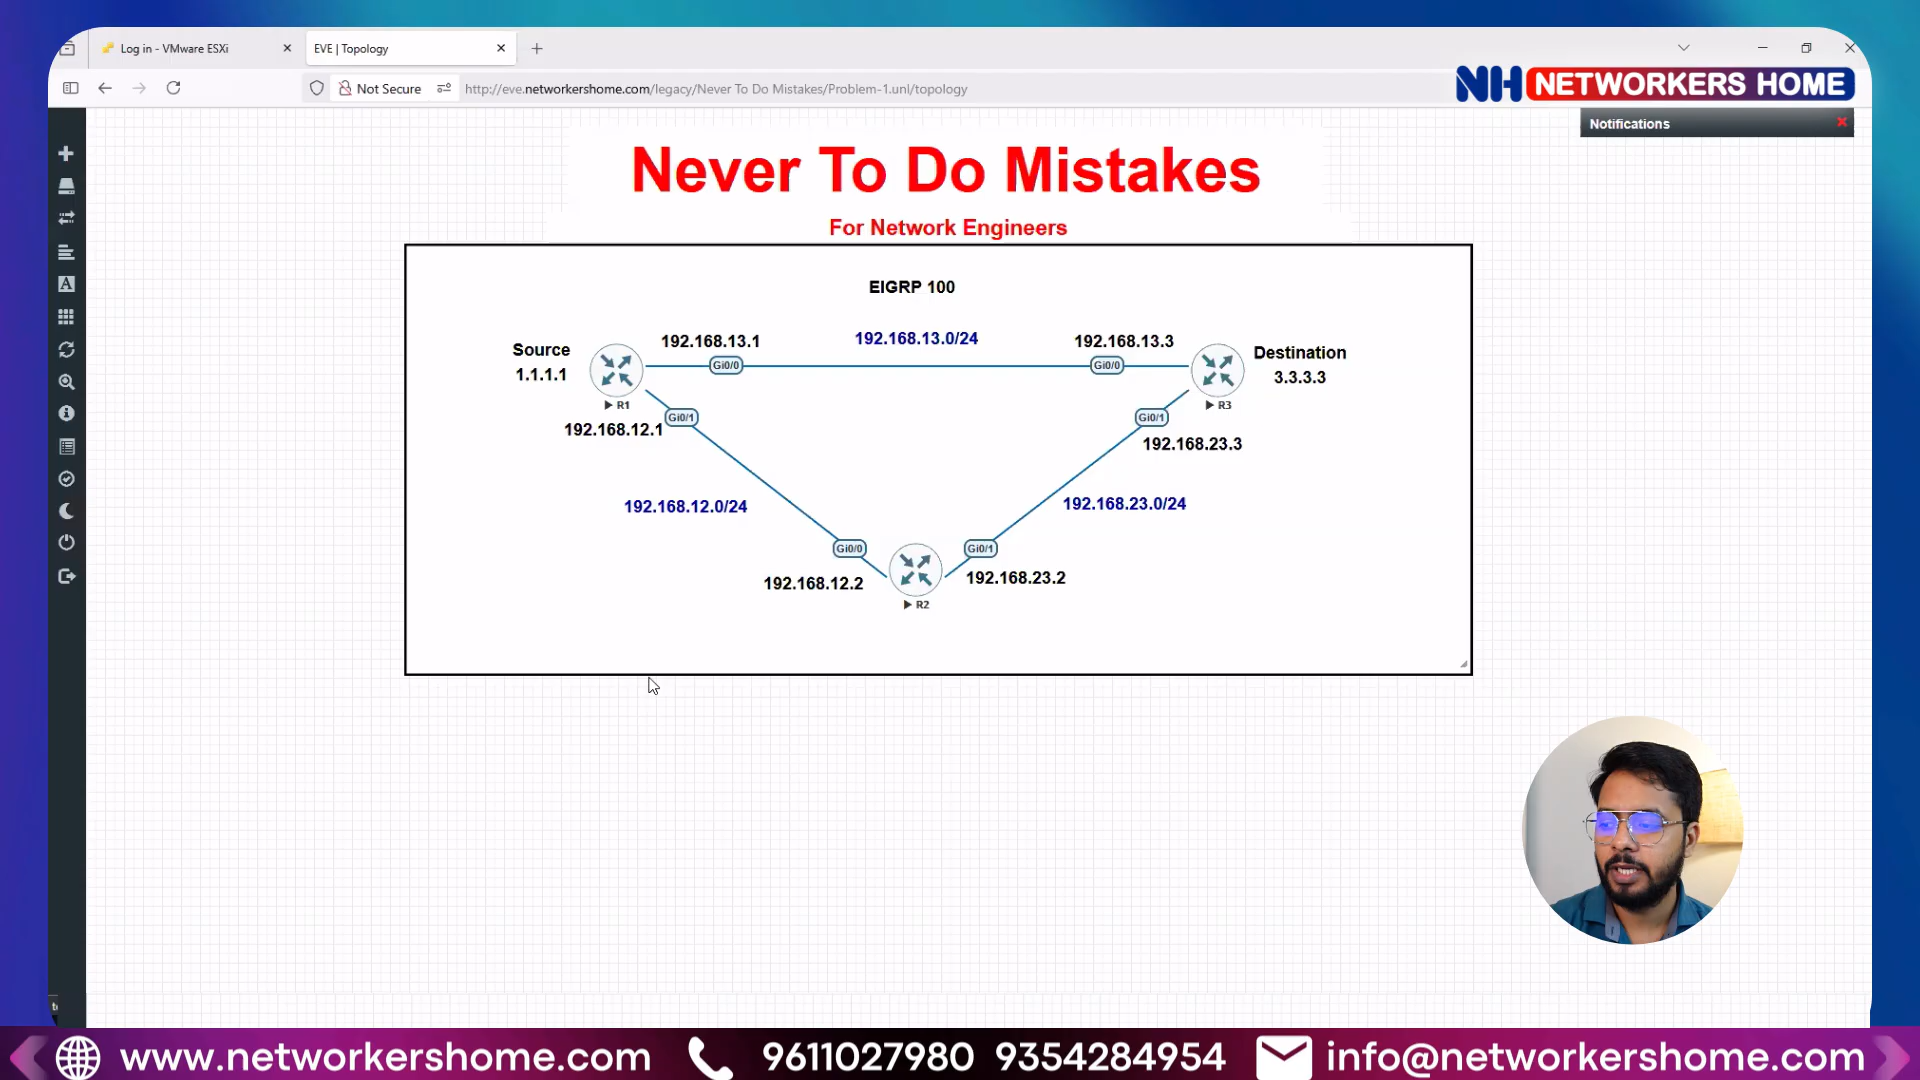 Log in - VMware ESXi
EVE | Topology
Not Secure
http://eve.networkershome.com/legacy/Never To Do Mistakes/Problem-1.unl/topology
NH NETWORKERS HOME
Notifications
Never To Do Mistakes
For Network Engineers
EIGRP 100
Source
1.1.1.1
192.168.13.1
192.168.13.0/24
192.168.13.3
Destination
3.3.3.3
Gi0/0
Gi0/0
R1
R3
Gi0/1
Gi0/1
192.168.12.1
192.168.23.3
192.168.12.0/24
192.168.23.0/24
Gi0/0
Gi0/1
192.168.12.2
192.168.23.2
R2
www.networkershome.com
9611027980 9354284954
info@networkershome.com